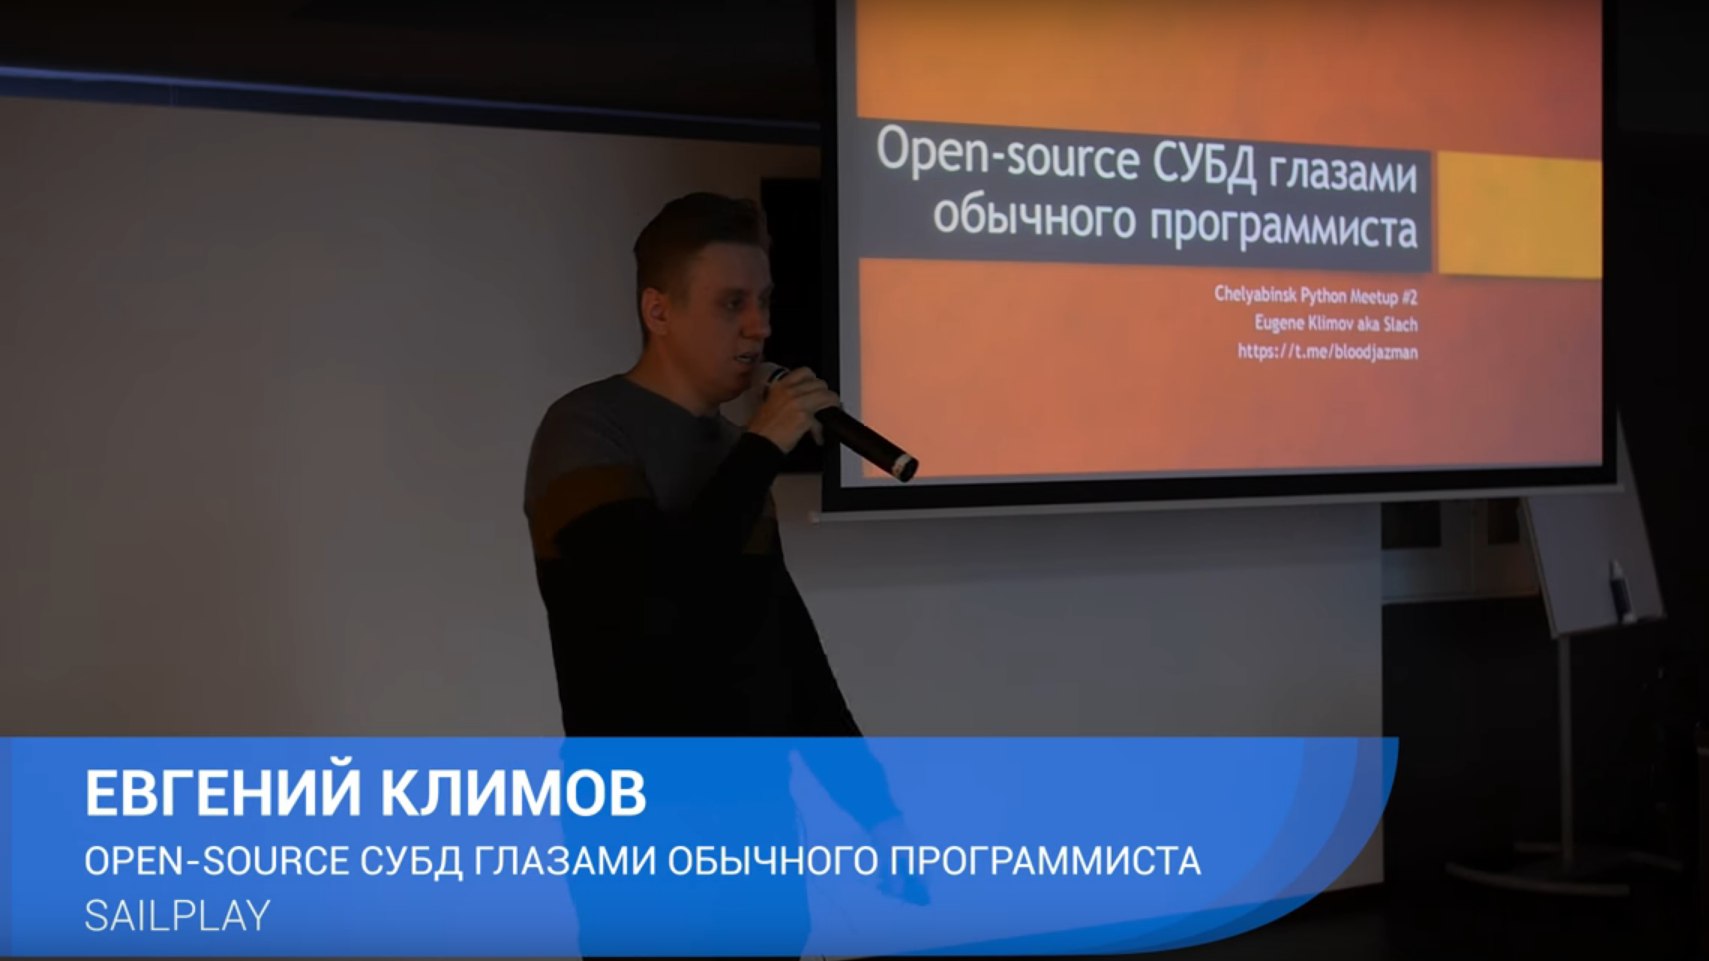 Open-source СУБД глазами
обычного программиста
Chelyabinsk Python Meetup #2
Eugene Klimov aka Slach
https://t.me/bloodjazman
ЕВГЕНИЙ КЛИМОВ
OPEN-SOURCE СУБД ГЛАЗАМИ ОБЫЧНОГО ПРОГРАММИСТА
SAILPLAY